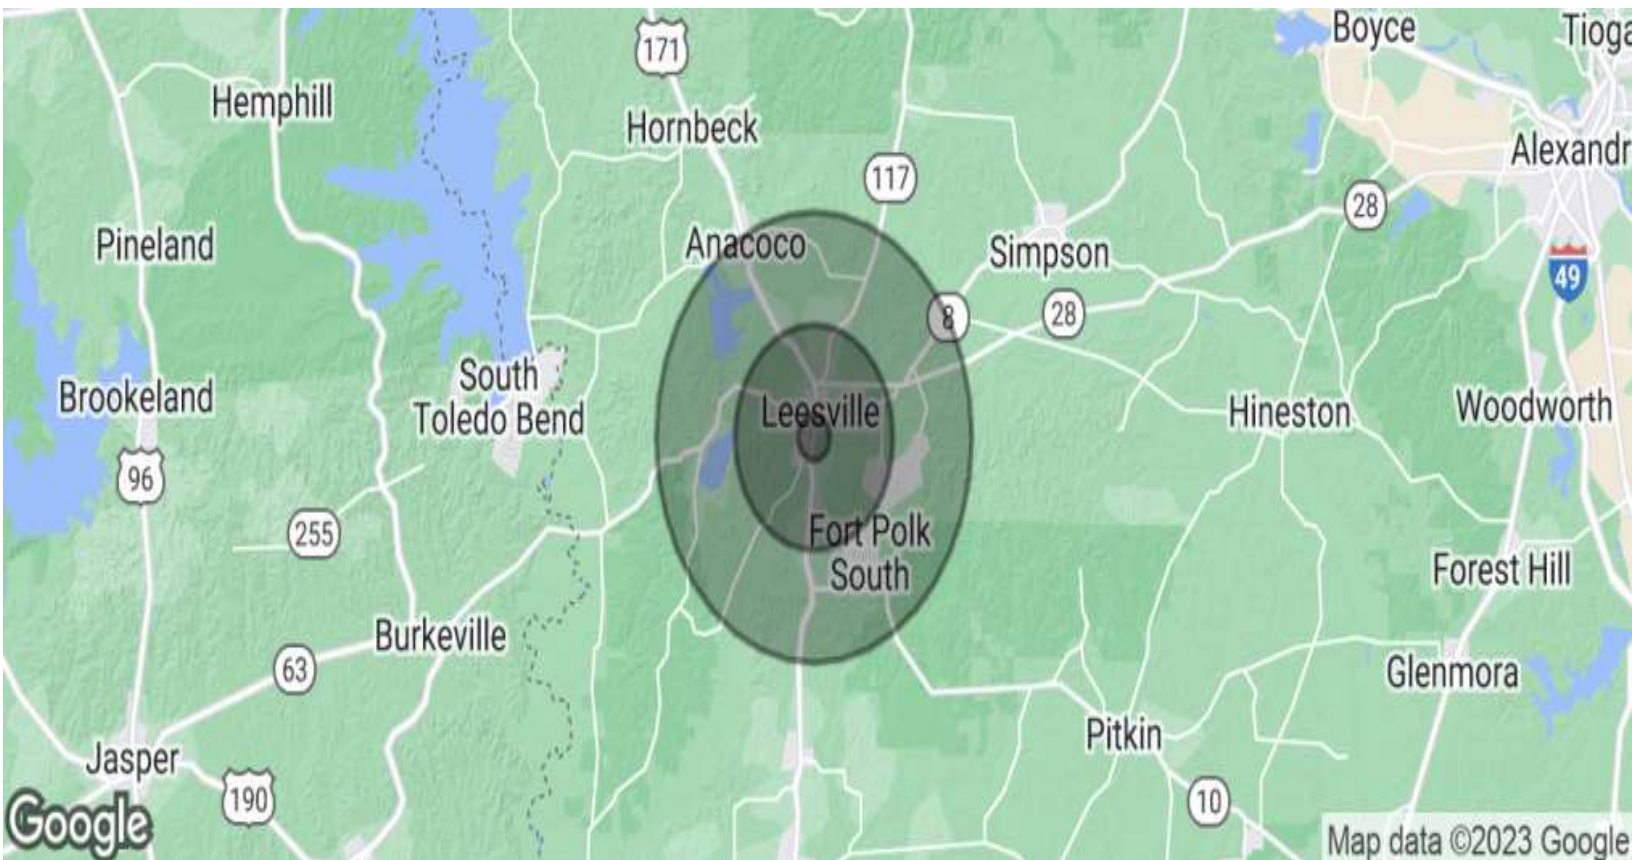 Boyce
Tioga
171
Hemphill
Hornbeck
Alexandr
117
28
Pineland
Anacoco
Simpson
49
8
28
South
Toledo Bend
Brookeland
Leesville
Hineston
Woodworth
96
255
Fort Polk
South
Forest Hill
Burkeville
63
Glenmora
Pitkin
Jasper
190
10
Google
Map data ©2023 Google